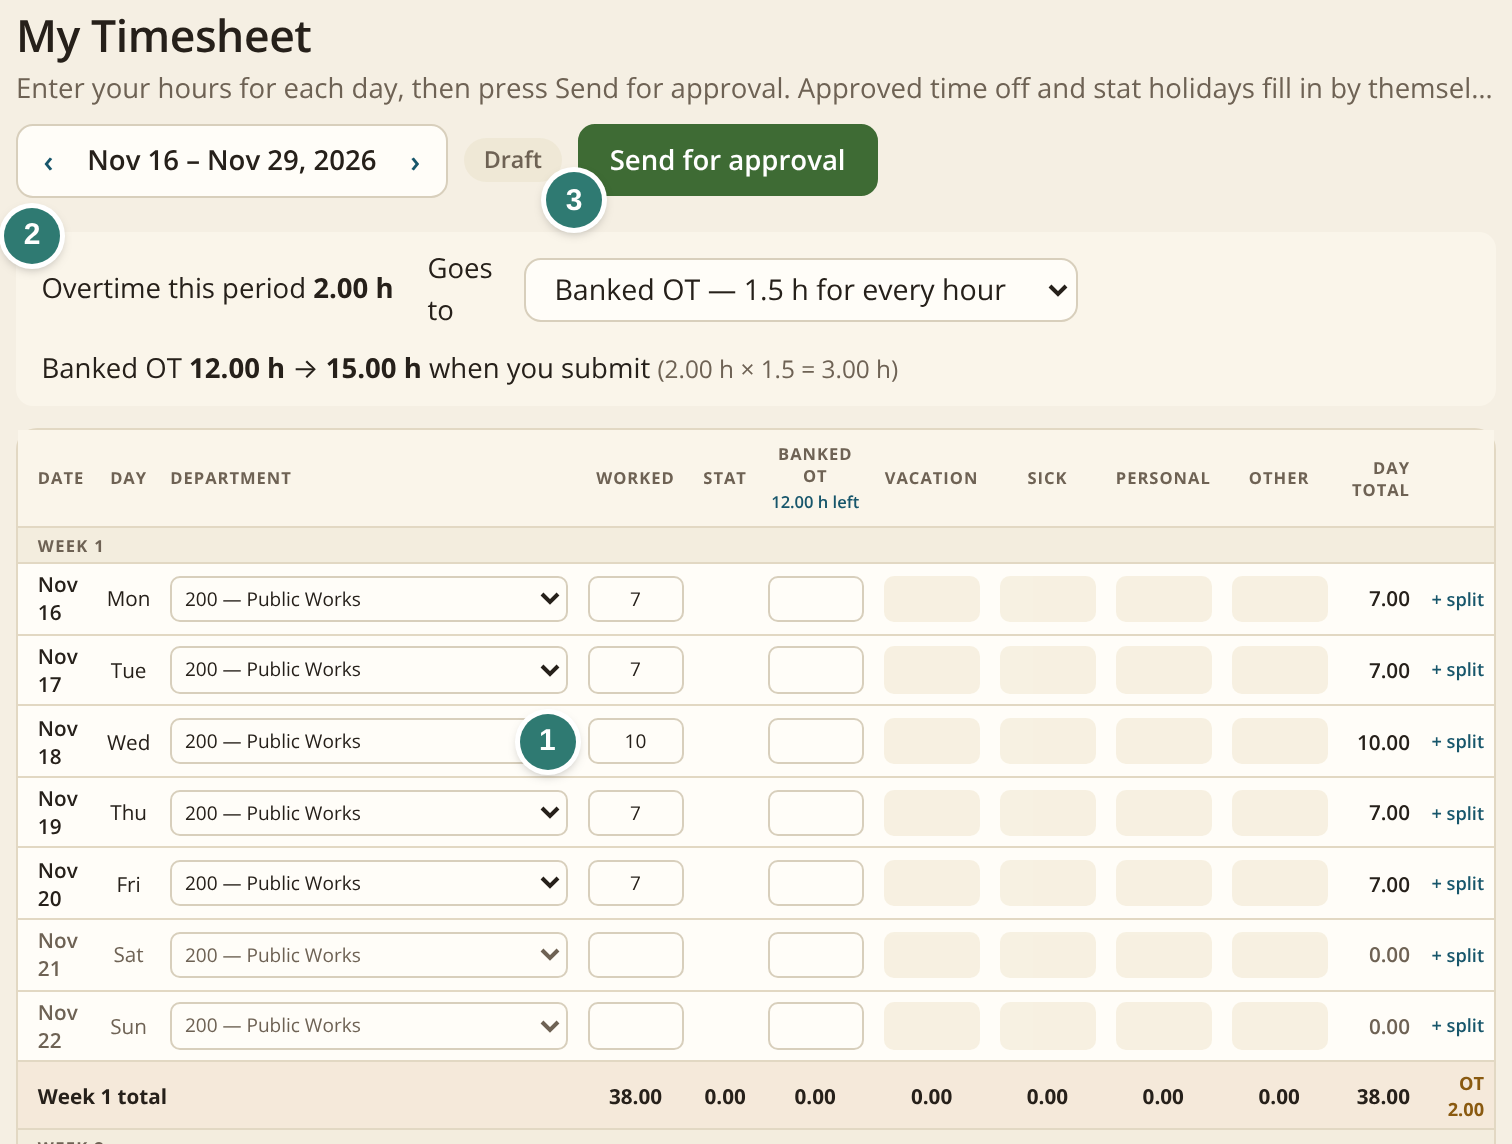 My Timesheet
Enter your hours for each day, then press Send for approval. Approved time off and stat holidays fill in by themsel...
‹ Nov 16 – Nov 29, 2026 › Draft Send for approval
3
2
Overtime this period 2.00 h Goes to Banked OT — 1.5 h for every hour
Banked OT 12.00 h → 15.00 h when you submit (2.00 h × 1.5 = 3.00 h)
DATE DAY DEPARTMENT WORKED STAT BANKED OT 12.00 h left VACATION SICK PERSONAL OTHER DAY TOTAL
WEEK 1
Nov 16 Mon 200 — Public Works 7 7.00 + split
Nov 17 Tue 200 — Public Works 7 7.00 + split
Nov 18 Wed 200 — Public Works 1 10 10.00 + split
Nov 19 Thu 200 — Public Works 7 7.00 + split
Nov 20 Fri 200 — Public Works 7 7.00 + split
Nov 21 Sat 200 — Public Works 0.00 + split
Nov 22 Sun 200 — Public Works 0.00 + split
Week 1 total 38.00 0.00 0.00 0.00 0.00 0.00 0.00 38.00 OT 2.00